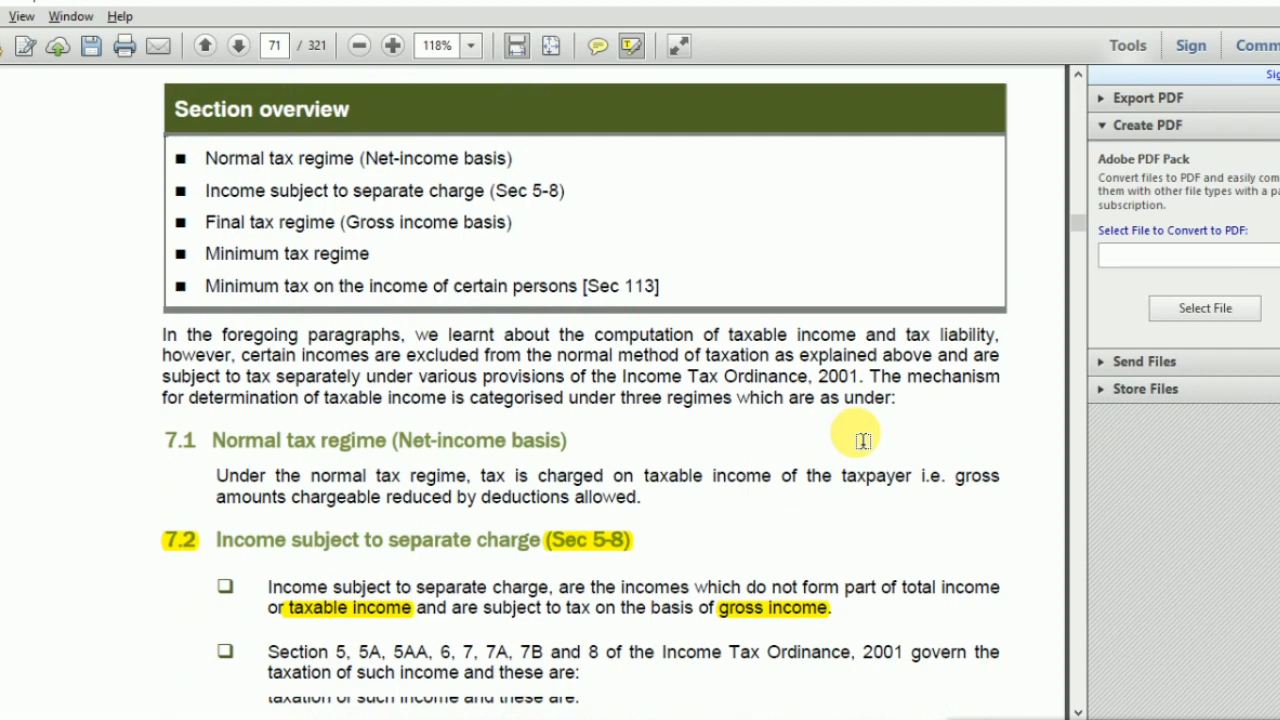 View Window Help
71 / 321 118% Tools Sign Comm
Sig
Section overview
■ Normal tax regime (Net-income basis)
■ Income subject to separate charge (Sec 5-8)
■ Final tax regime (Gross income basis)
■ Minimum tax regime
■ Minimum tax on the income of certain persons [Sec 113]
In the foregoing paragraphs, we learnt about the computation of taxable income and tax liability,
however, certain incomes are excluded from the normal method of taxation as explained above and are
subject to tax separately under various provisions of the Income Tax Ordinance, 2001. The mechanism
for determination of taxable income is categorised under three regimes which are as under:
7.1 Normal tax regime (Net-income basis)
Under the normal tax regime, tax is charged on taxable income of the taxpayer i.e. gross
amounts chargeable reduced by deductions allowed.
7.2 Income subject to separate charge (Sec 5-8)
❑ Income subject to separate charge, are the incomes which do not form part of total income
or taxable income and are subject to tax on the basis of gross income.
❑ Section 5, 5A, 5AA, 6, 7, 7A, 7B and 8 of the Income Tax Ordinance, 2001 govern the
taxation of such income and these are:
taxation of such income and these are:
Export PDF
Create PDF
Adobe PDF Pack
Convert files to PDF and easily com
them with other file types with a pa
subscription.
Select File to Convert to PDF:
Select File
Send Files
Store Files